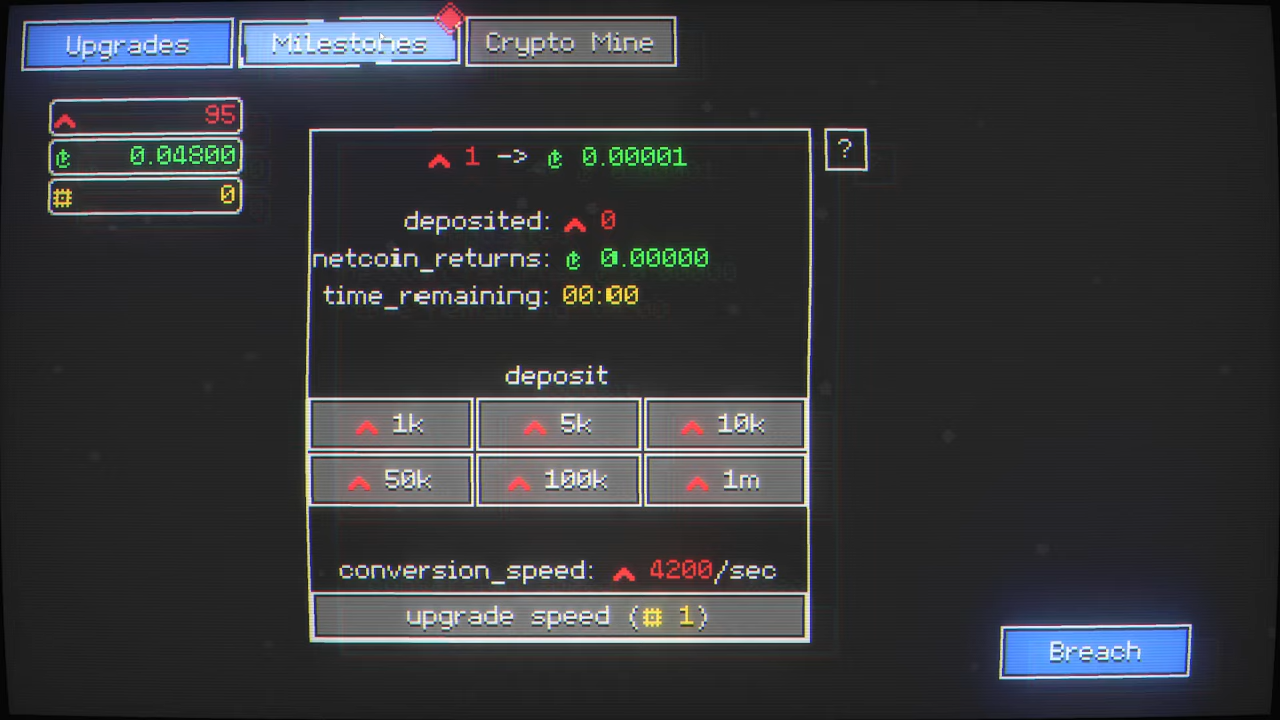 Upgrades
Milestones
Crypto Mine
95
0.04800
0
1 -> 0.00001
?
deposited: 0
netcoin_returns: 0.00000
time_remaining: 00:00
deposit
1k
5k
10k
50k
100k
1m
conversion_speed: 4200/sec
upgrade speed ( 1)
Breach